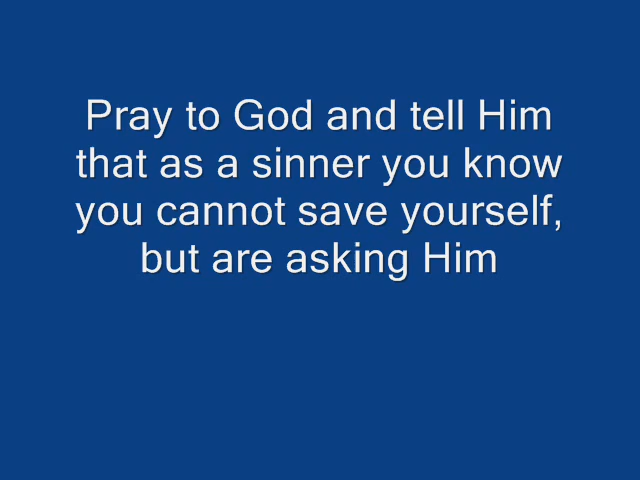 Pray to God and tell Him
that as a sinner you know
you cannot save yourself,
but are asking Him